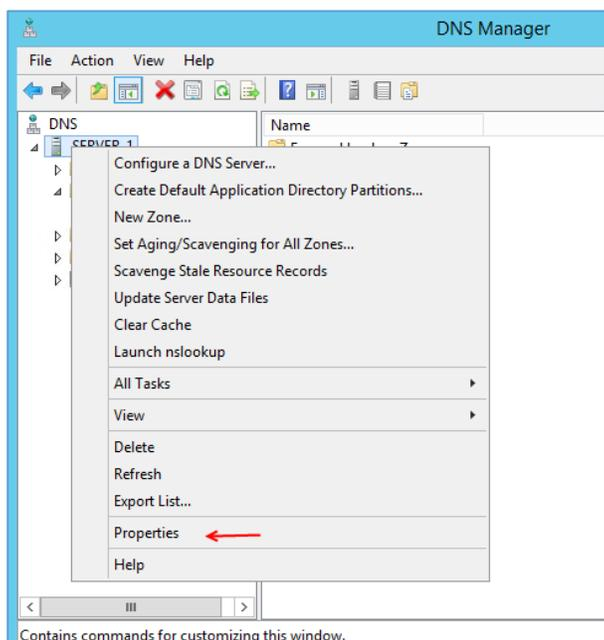 DNS Manager
File Action View Help
DNS
Name
SERVER_1
Configure a DNS Server...
Create Default Application Directory Partitions...
New Zone...
Set Aging/Scavenging for All Zones...
Scavenge Stale Resource Records
Update Server Data Files
Clear Cache
Launch nslookup
All Tasks
View
Delete
Refresh
Export List...
Properties
Help
Contains commands for customizing this window.